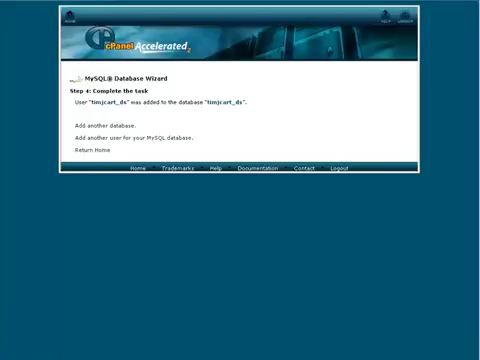 HOME HELP LOGOUT
cPanel Accelerated2
MySQL® Database Wizard
Step 4: Complete the task
User "timjcart_ds" was added to the database "timjcart_ds".
Add another database.
Add another user for your MySQL database.
Return Home
Home Trademarks Help Documentation Contact Logout